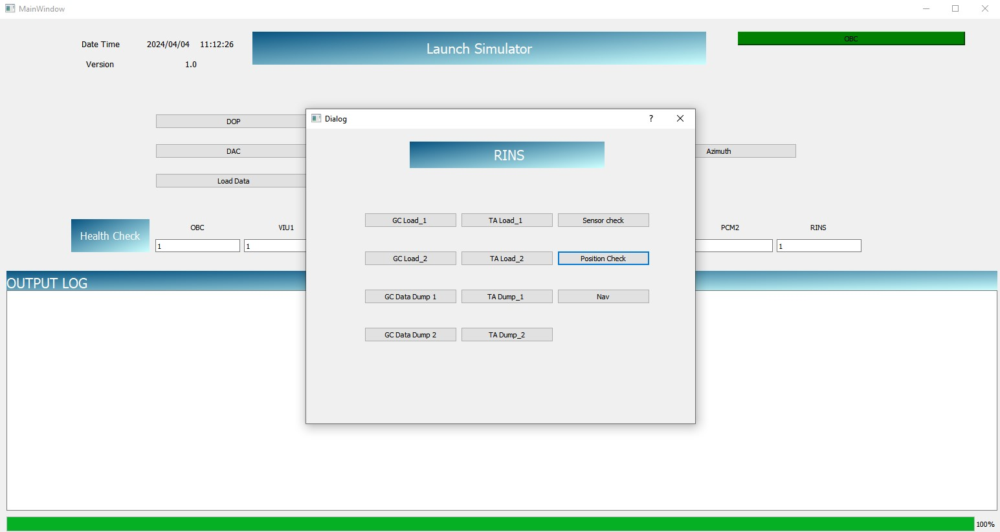 MainWindow
Date Time 2024/04/04 11:12:26
Launch Simulator
OBC
Version 1.0
DOP
DAC
Azimuth
Load Data
Health Check
OBC VIU1 PCM2 RINS
1 1 1
OUTPUT LOG
100%
Dialog
?
RINS
GC Load_1 TA Load_1 Sensor check
GC Load_2 TA Load_2 Position Check
GC Data Dump 1 TA Dump_1 Nav
GC Data Dump 2 TA Dump_2